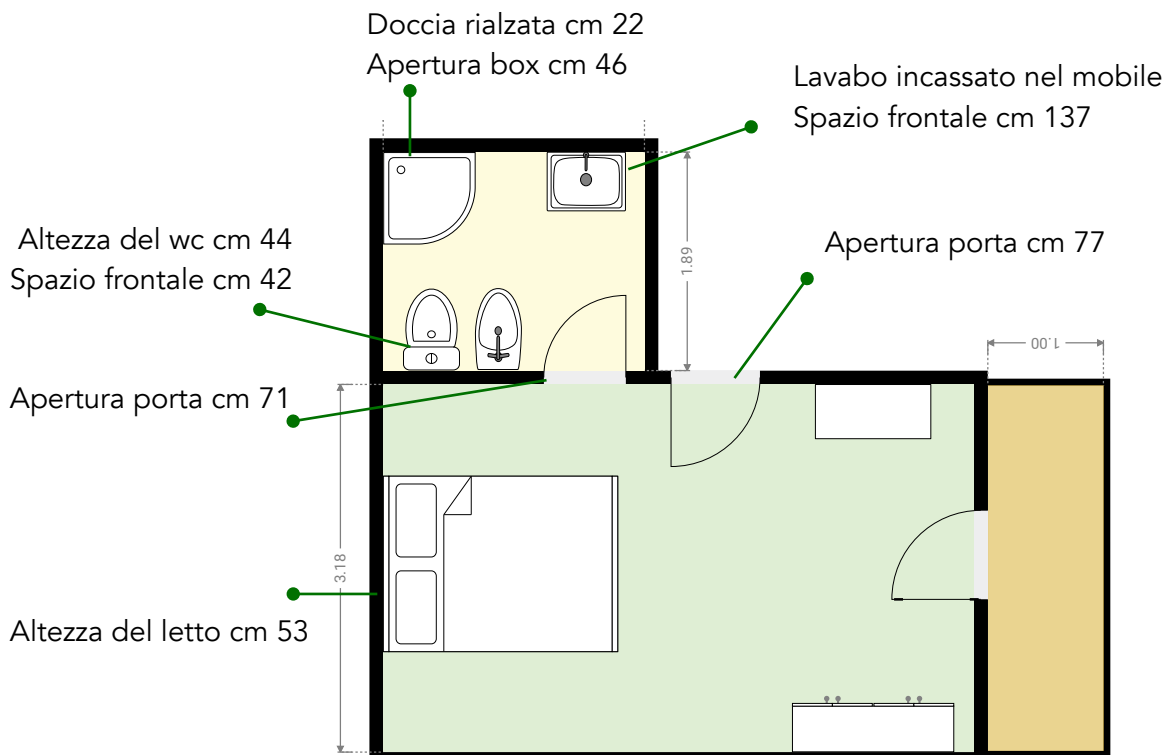 Doccia rialzata cm 22
Apertura box cm 46
Lavabo incassato nel mobile
Spazio frontale cm 137
Altezza del wc cm 44
Spazio frontale cm 42
Apertura porta cm 77
1.89
1.00
Apertura porta cm 71
3.18
Altezza del letto cm 53